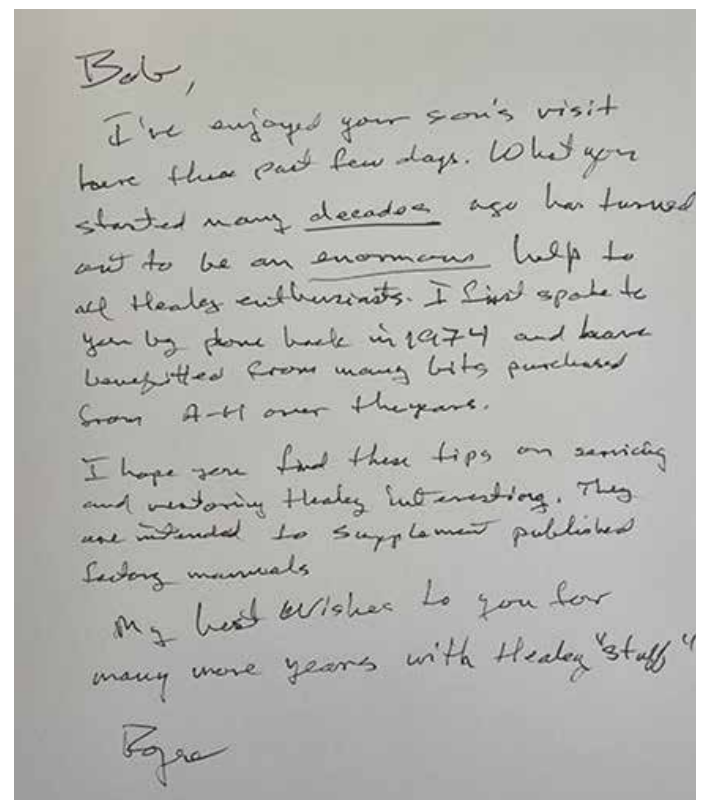 Bob,
I've enjoyed your son's visit
here these past few days. What you
started many decades ago has turned
out to be an enormous help to
all Healey enthusiasts. I first spoke to
you by phone back in 1974 and have
benefitted from many bits purchased
from A-H over the years.
I hope you find these tips on servicing
and restoring Healey interesting. They
are intended to supplement published
factory manuals
My best wishes to you for
many more years with Healey "stuff"
Roger